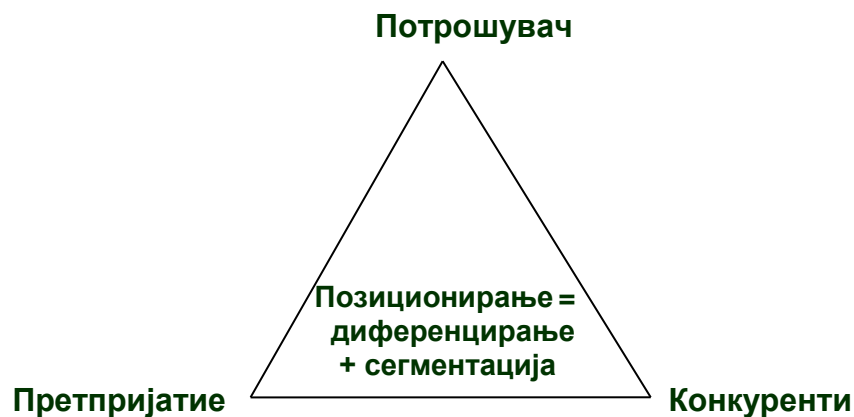 Потрошувач
Позиционирање =
диференцирање
+ сегментација
Претпријатие
Конкуренти